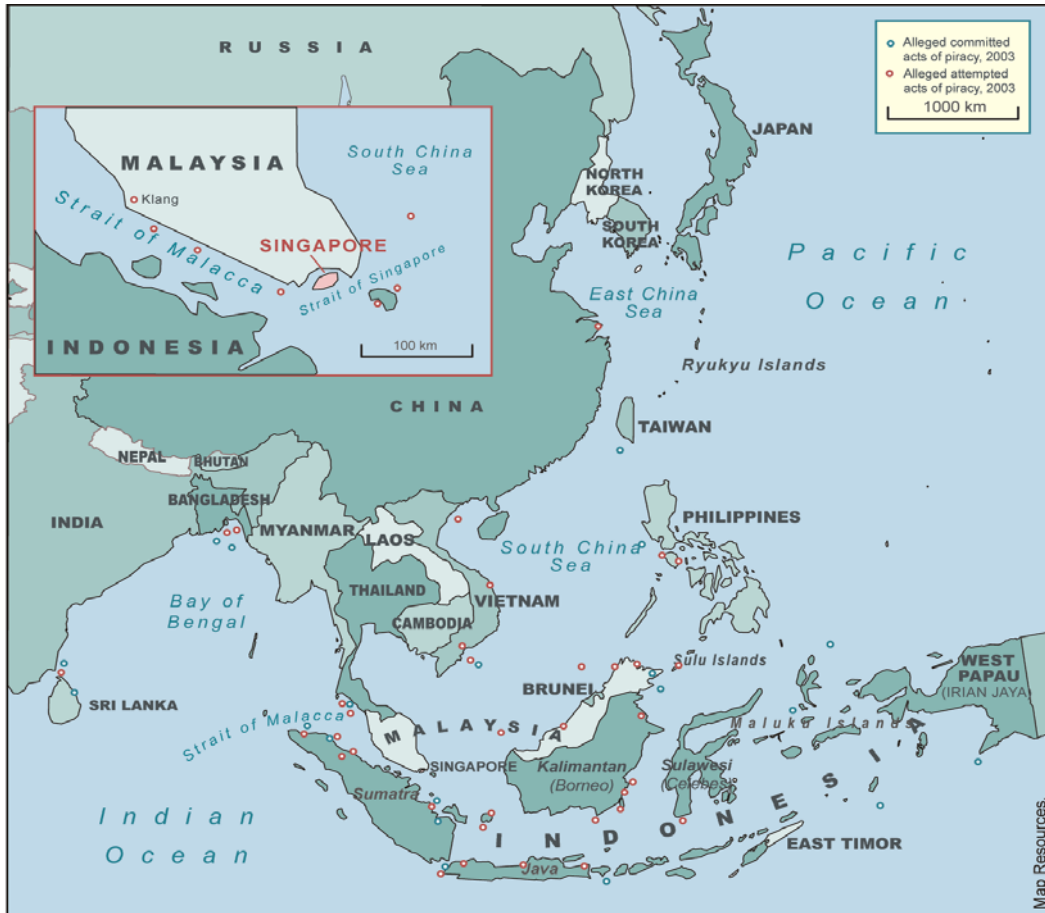 RUSSIA
Alleged committed
acts of piracy, 2003
Alleged attempted
acts of piracy, 2003
1000 km
JAPAN
NORTH
KOREA
SOUTH
KOREA
MALAYSIA
South China
Sea
Klang
Strait of Malacca
SINGAPORE
Strait of Singapore
INDONESIA
100 km
Pacific
Ocean
East China
Sea
Ryukyu Islands
CHINA
TAIWAN
NEPAL
BHUTAN
BANGLADESH
INDIA
MYANMAR
LAOS
PHILIPPINES
South China
Sea
THAILAND
VIETNAM
CAMBODIA
Bay of
Bengal
SRI LANKA
Sulu Islands
BRUNEI
WEST
PAPAU
(IRIAN JAYA)
Strait of Malacca
MALAYSIA
Maluku Islands
SINGAPORE
Kalimantan
(Borneo)
Sulawesi
(Celebes)
Sumatra
Indian
Ocean
INDONESIA
EAST TIMOR
Java
Map Resources.